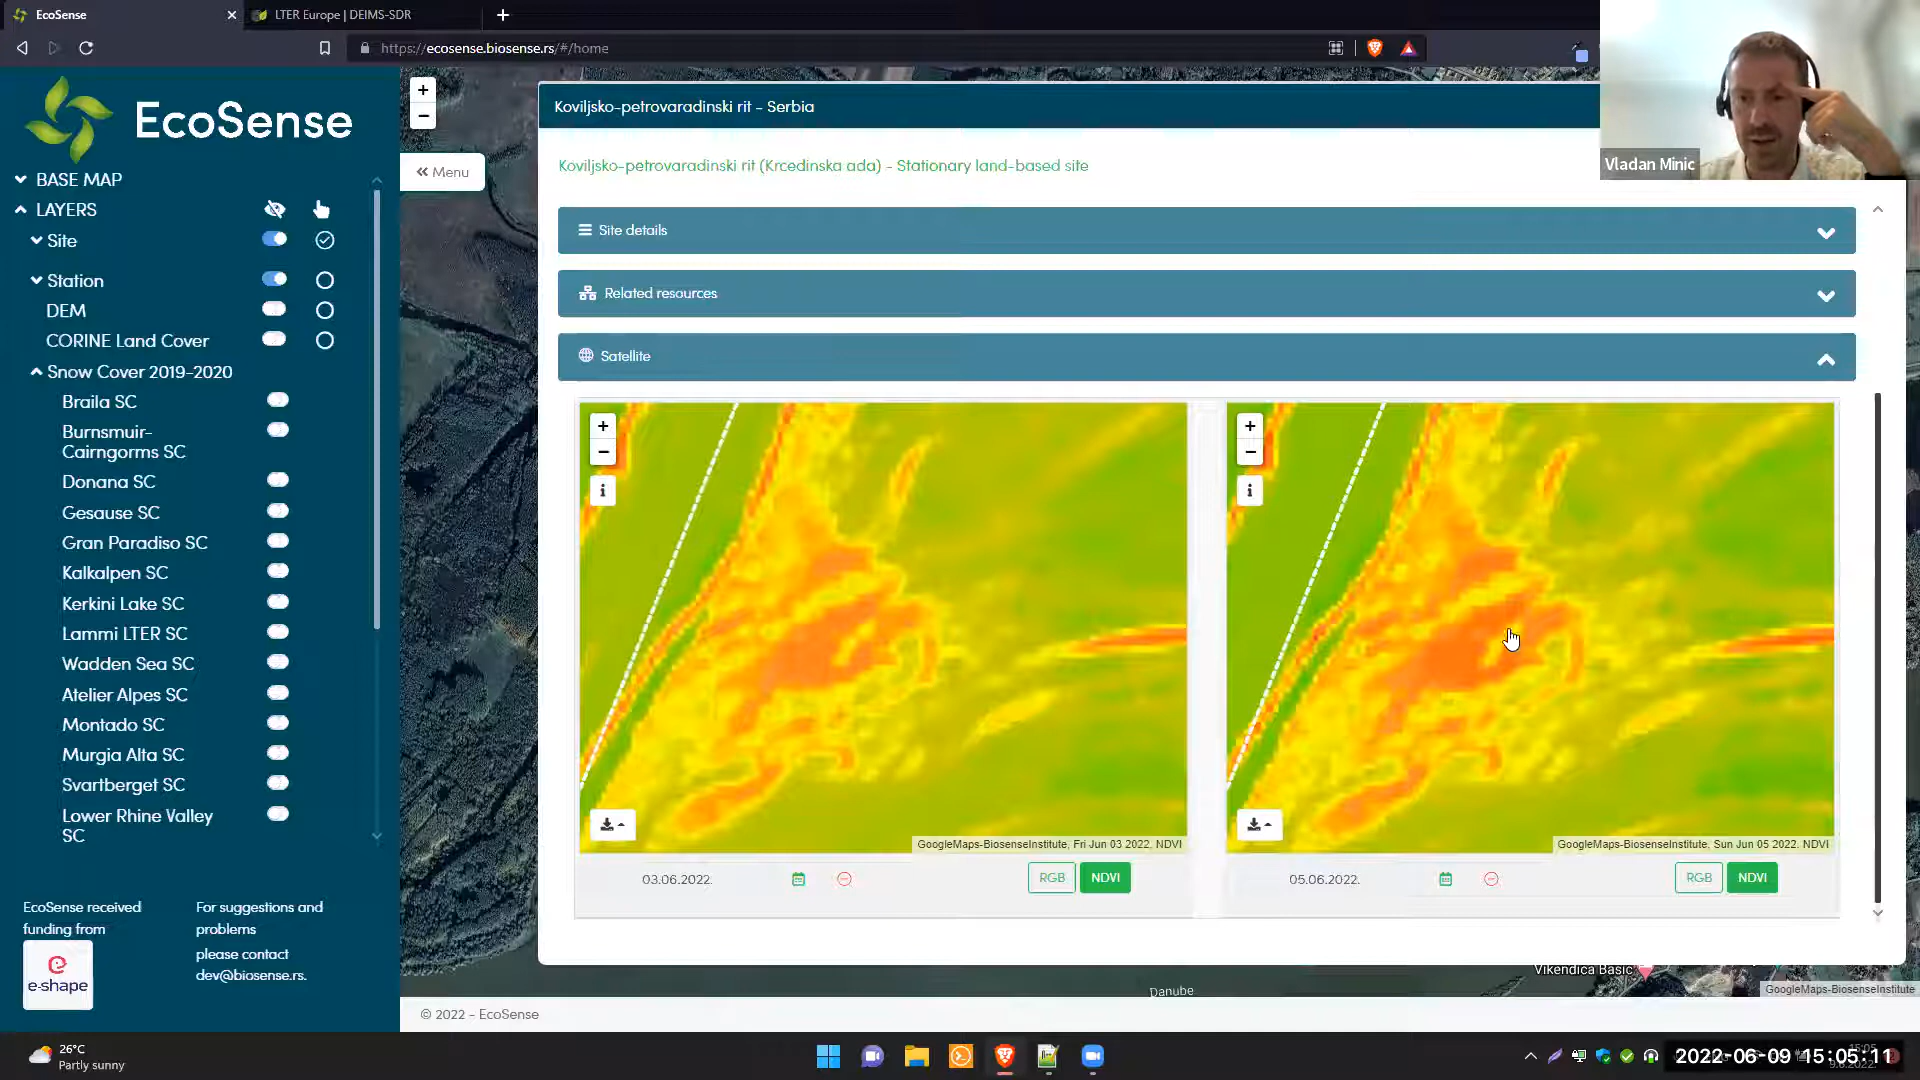 EcoSense
LTER Europe | DEIMS-SDR
https://ecosense.biosense.rs/#/home
EcoSense
BASE MAP
LAYERS
Site
Station
DEM
CORINE Land Cover
Snow Cover 2019-2020
Braila SC
Burnsmuir-
Cairngorms SC
Donana SC
Gesause SC
Gran Paradiso SC
Kalkalpen SC
Kerkini Lake SC
Lammi LTER SC
Wadden Sea SC
Atelier Alpes SC
Montado SC
Murgia Alta SC
Svartberget SC
Lower Rhine Valley
SC
EcoSense received
funding from
e-shape
For suggestions and
problems
please contact
dev@biosense.rs.
Menu
Koviljsko-petrovaradinski rit - Serbia
Koviljsko-petrovaradinski rit (Krcedinska ada) - Stationary land-based site
Vladan Minic
Site details
Related resources
Satellite
GoogleMaps-BiosenseInstitute, Fri Jun 03 2022. NDVI
GoogleMaps-BiosenseInstitute, Sun Jun 05 2022. NDVI
03.06.2022.
RGB
NDVI
05.06.2022.
RGB
NDVI
Vikendica Basic
Danube
GoogleMaps-BiosenseInstitute
© 2022 - EcoSense
26°C
Partly sunny
2022-06-09 15:05:11